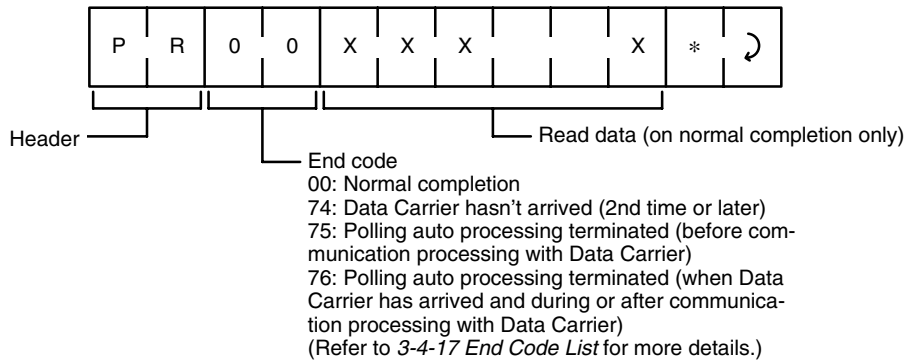 P R 0 0 X X X X * ⤸
Header
Read data (on normal completion only)
End code
00: Normal completion
74: Data Carrier hasn't arrived (2nd time or later)
75: Polling auto processing terminated (before com-
munication processing with Data Carrier)
76: Polling auto processing terminated (when Data
Carrier has arrived and during or after communica-
tion processing with Data Carrier)
(Refer to 3-4-17 End Code List for more details.)